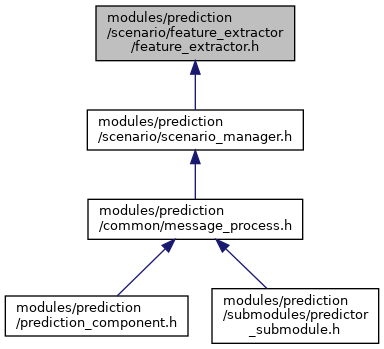 modules/prediction
/scenario/feature_extractor
/feature_extractor.h
modules/prediction
/scenario/scenario_manager.h
modules/prediction
/common/message_process.h
modules/prediction
/prediction_component.h
modules/prediction
/submodules/predictor
_submodule.h